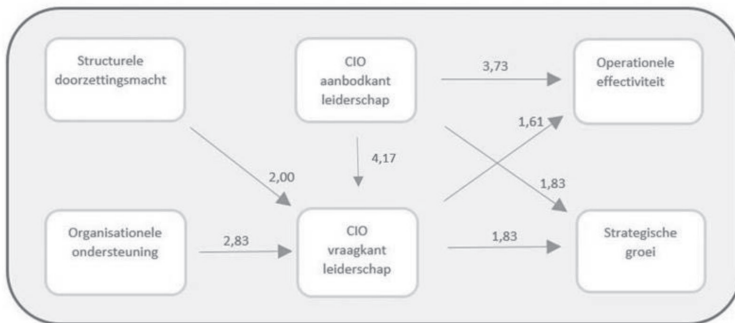 Structurele
doorzettingsmacht
CIO
aanbodkant
leiderschap
3,73
Operationele
effectiviteit
1,61
4,17
2,00
1,83
Organisationele
ondersteuning
2,83
CIO
vraagkant
leiderschap
1,83
Strategische
groei